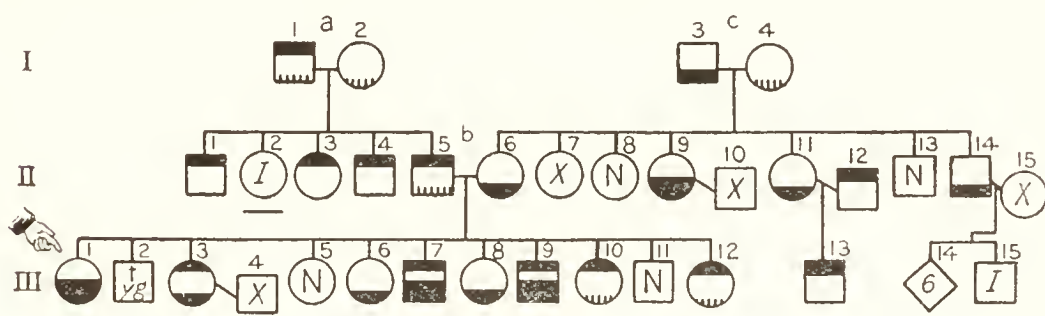 1 a 2 3 c 4
I
1 2 3 4 5 b 6 7 8 9 10 11 12 13 14 15
II I X N X N X
1 2 3 4 5 6 7 8 9 10 11 12 13 14 15
III t yg X N N 6 I